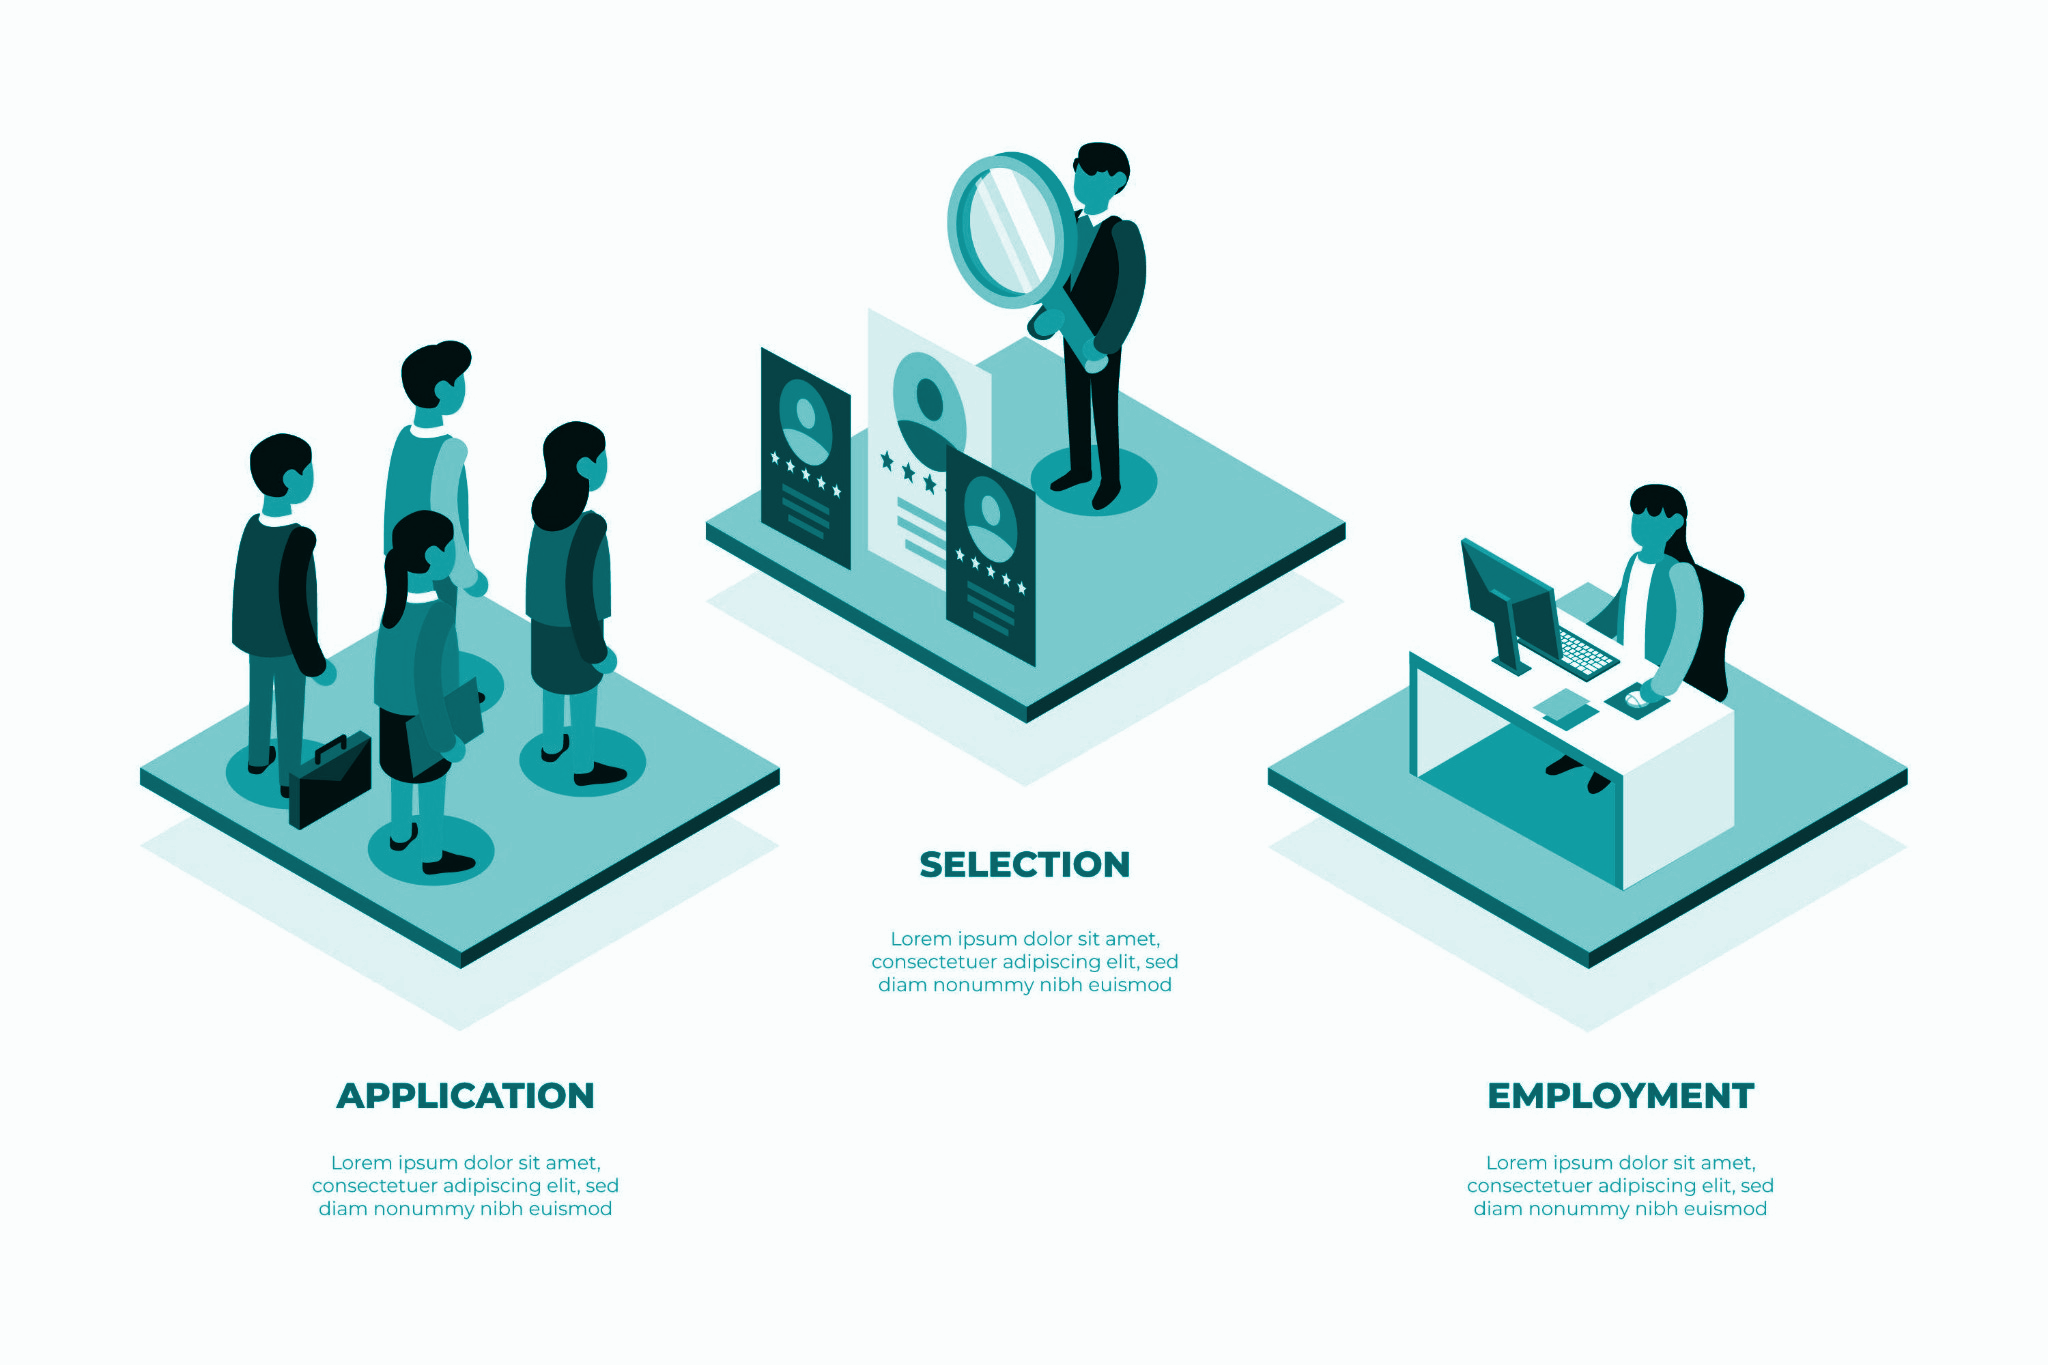 APPLICATION
Lorem ipsum dolor sit amet,
consectetuer adipiscing elit, sed
diam nonummy nibh euismod
SELECTION
Lorem ipsum dolor sit amet,
consectetuer adipiscing elit, sed
diam nonummy nibh euismod
EMPLOYMENT
Lorem ipsum dolor sit amet,
consectetuer adipiscing elit, sed
diam nonummy nibh euismod